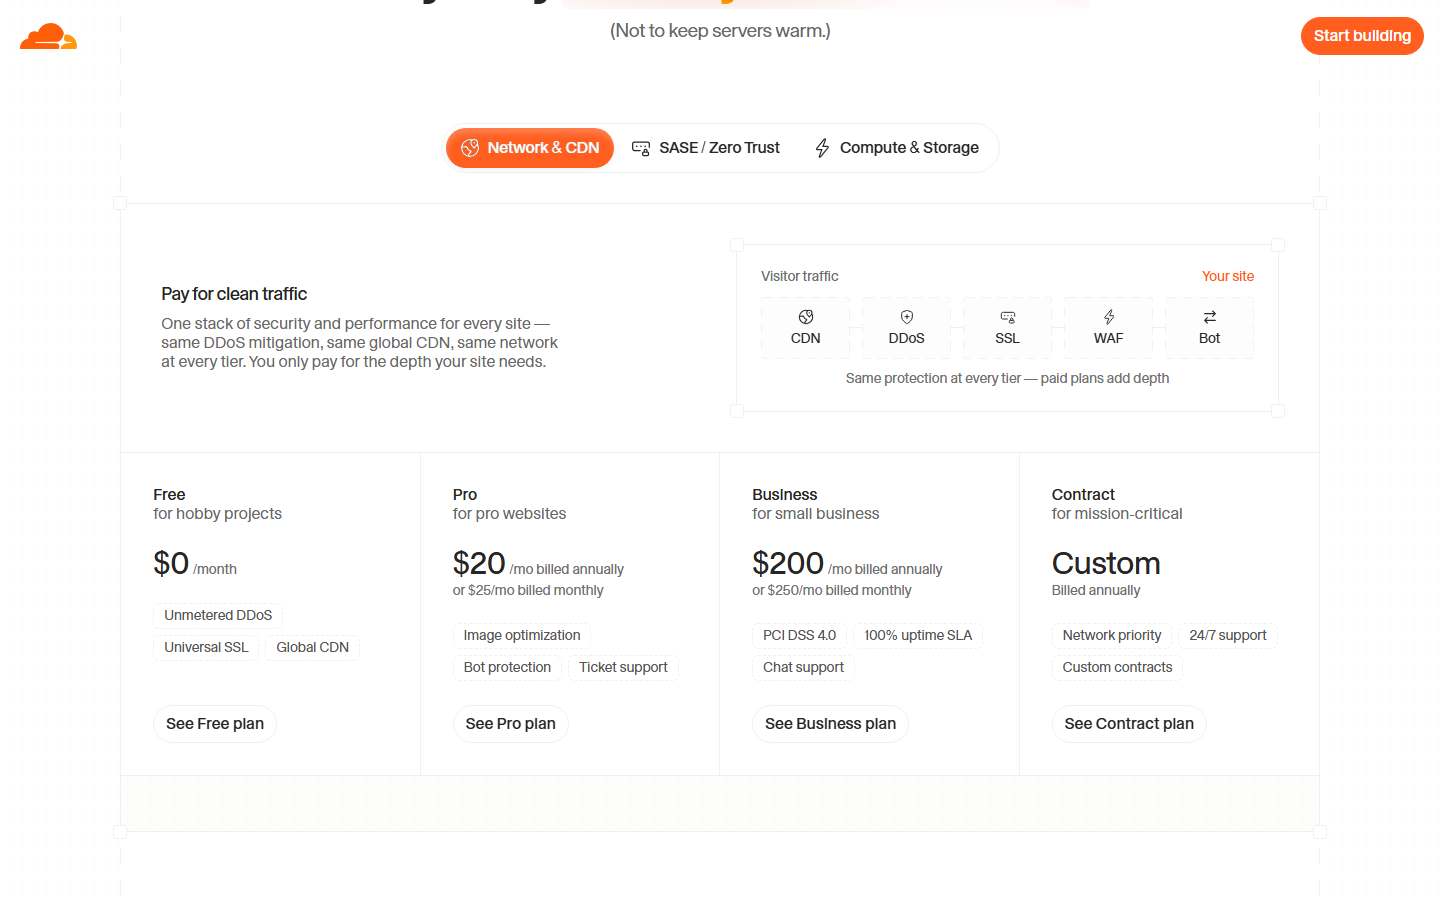 (Not to keep servers warm.)
Start building
Network & CDN
SASE / Zero Trust
Compute & Storage
Pay for clean traffic
One stack of security and performance for every site —
same DDoS mitigation, same global CDN, same network
at every tier. You only pay for the depth your site needs.
Visitor traffic
Your site
CDN
DDoS
SSL
WAF
Bot
Same protection at every tier — paid plans add depth
Free
for hobby projects
$0 /month
Unmetered DDoS
Universal SSL
Global CDN
See Free plan
Pro
for pro websites
$20 /mo billed annually
or $25/mo billed monthly
Image optimization
Bot protection
Ticket support
See Pro plan
Business
for small business
$200 /mo billed annually
or $250/mo billed monthly
PCI DSS 4.0
100% uptime SLA
Chat support
See Business plan
Contract
for mission-critical
Custom
Billed annually
Network priority
24/7 support
Custom contracts
See Contract plan